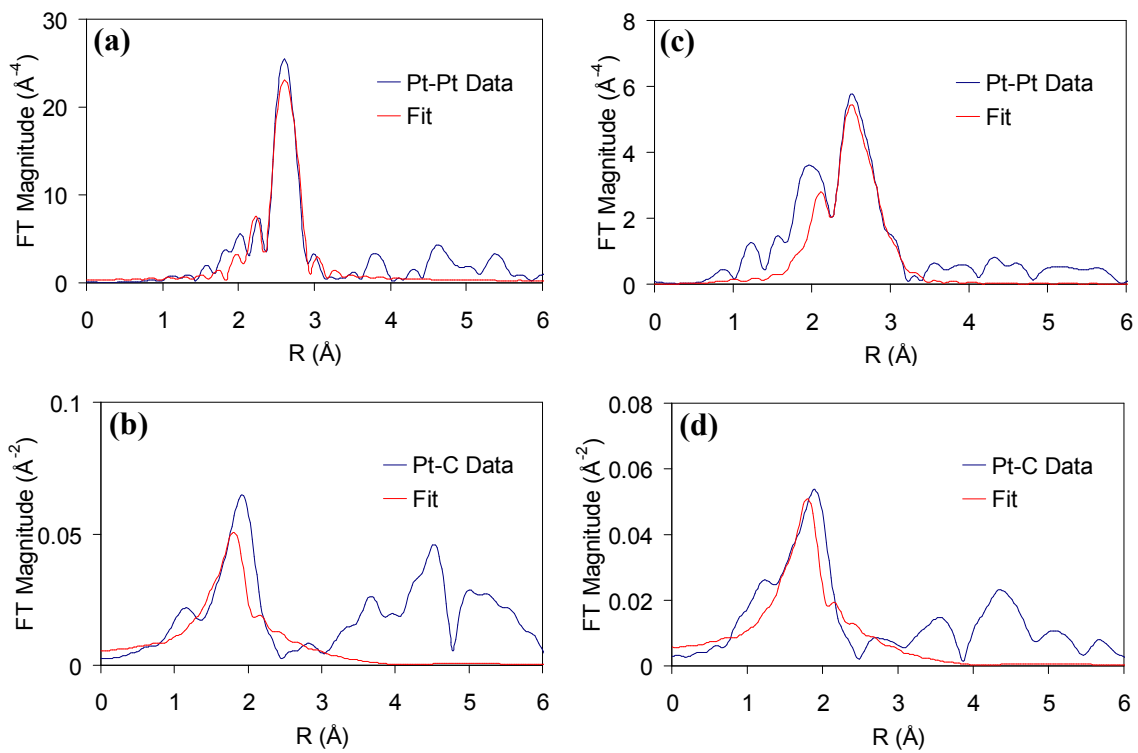 (a)
30
20
10
0
FT Magnitude (Å⁻⁴)
Pt-Pt Data
Fit
0 1 2 3 4 5 6
R (Å)
(c)
8
6
4
2
0
FT Magnitude (Å⁻⁴)
Pt-Pt Data
Fit
0 1 2 3 4 5 6
R (Å)
(b)
0.1
0.05
0
FT Magnitude (Å⁻²)
Pt-C Data
Fit
0 1 2 3 4 5 6
R (Å)
(d)
0.08
0.06
0.04
0.02
0
FT Magnitude (Å⁻²)
Pt-C Data
Fit
0 1 2 3 4 5 6
R (Å)